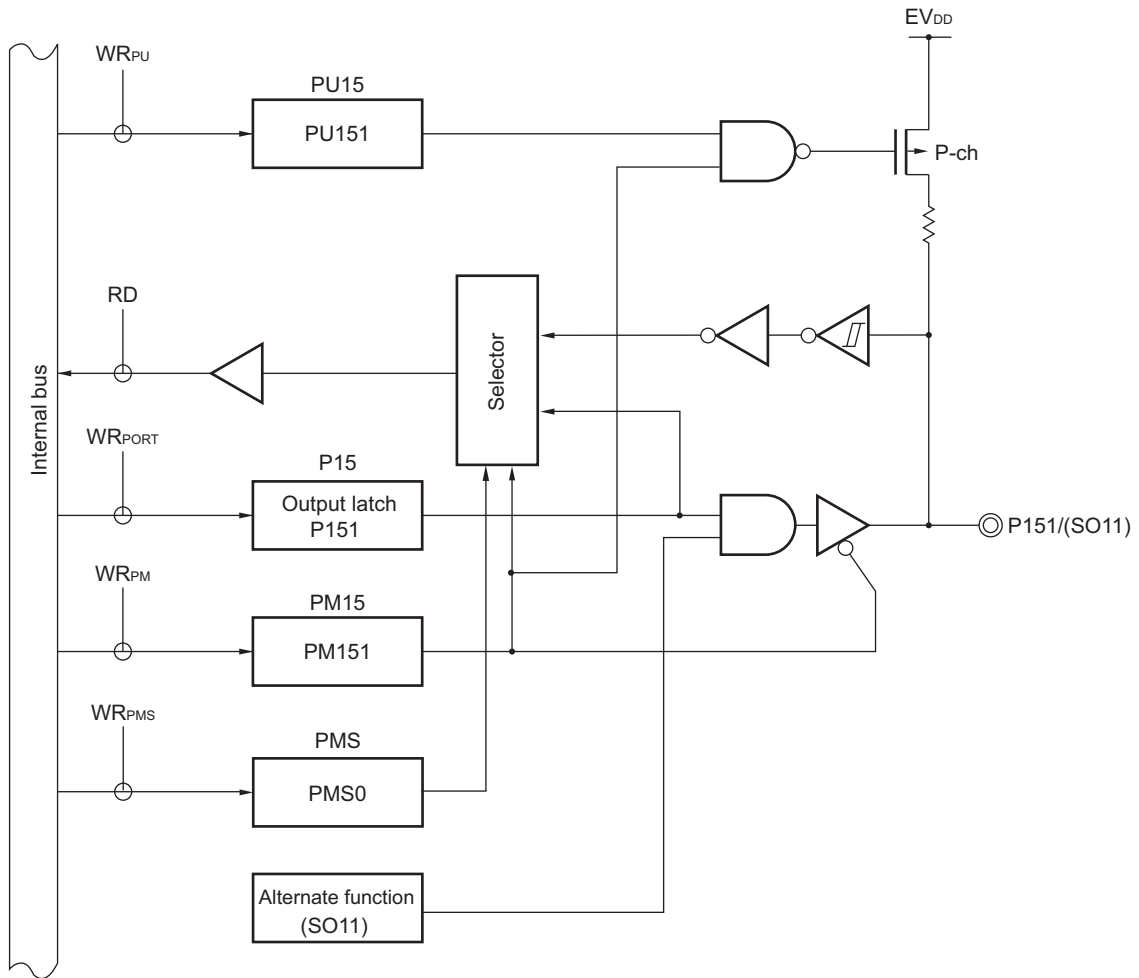 EVDD
WRPU
PU15
PU151
P-ch
RD
Selector
Internal bus
WRPORT
P15
Output latch
P151
P151/(SO11)
WRPM
PM15
PM151
WRPMS
PMS
PMS0
Alternate function
(SO11)